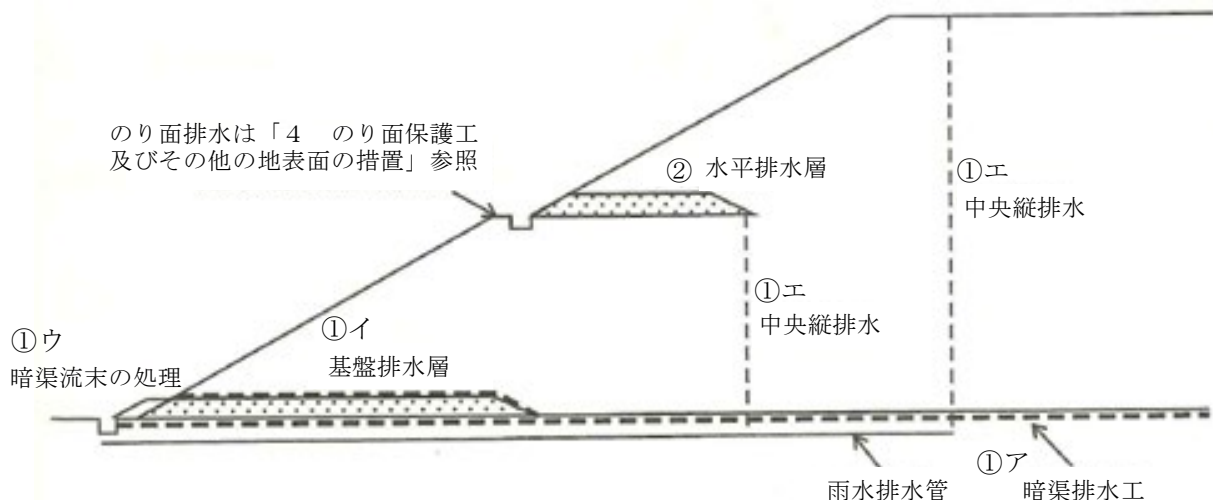 のり面排水は「４　のり面保護工
及びその他の地表面の措置」参照
② 水平排水層
①エ
中央縦排水
①エ
中央縦排水
①イ
基盤排水層
①ウ
暗渠流末の処理
①ア
雨水排水管
暗渠排水工